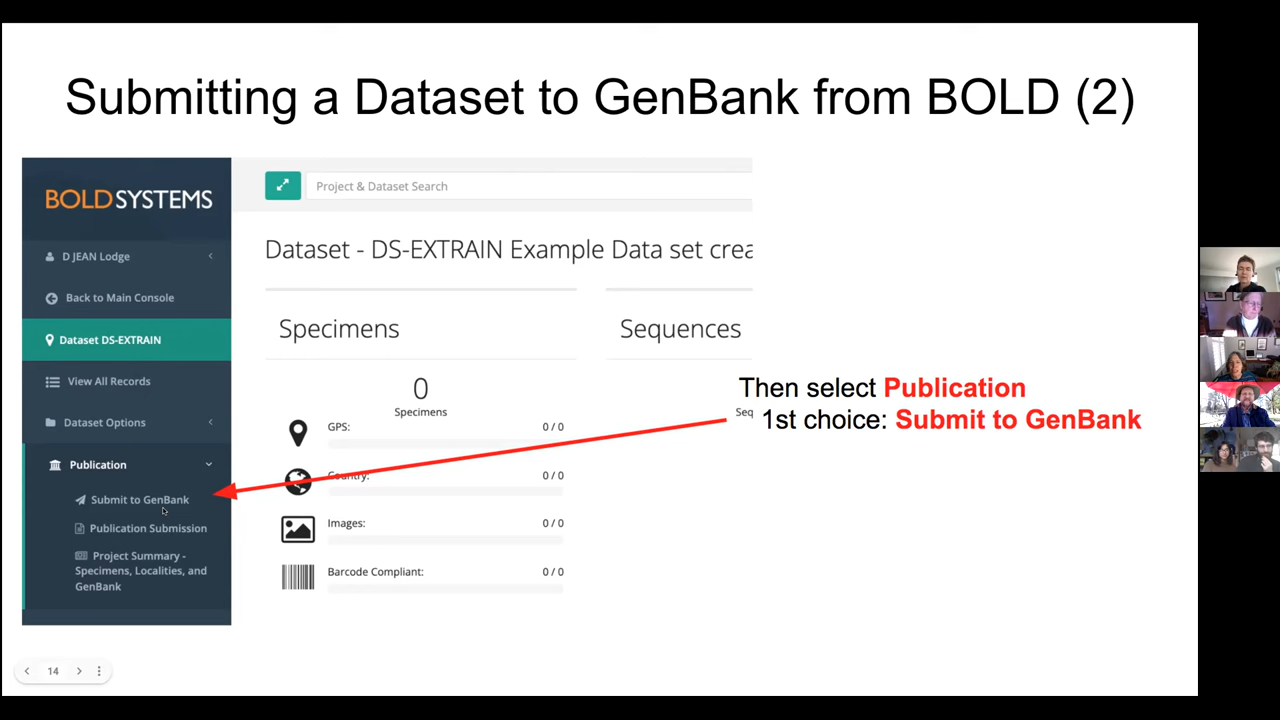 Submitting a Dataset to GenBank from BOLD (2)
BOLDSYSTEMS
D JEAN Lodge
Back to Main Console
Dataset DS-EXTRAIN
View All Records
Dataset Options
Publication
Submit to GenBank
Publication Submission
Project Summary -
Specimens, Localities, and
GenBank
Project & Dataset Search
Dataset - DS-EXTRAIN Example Data set crea
Specimens
0
Specimens
GPS: 0 / 0
Country: 0 / 0
Images: 0 / 0
Barcode Compliant: 0 / 0
Sequences
Seq
Then select Publication
1st choice: Submit to GenBank
14